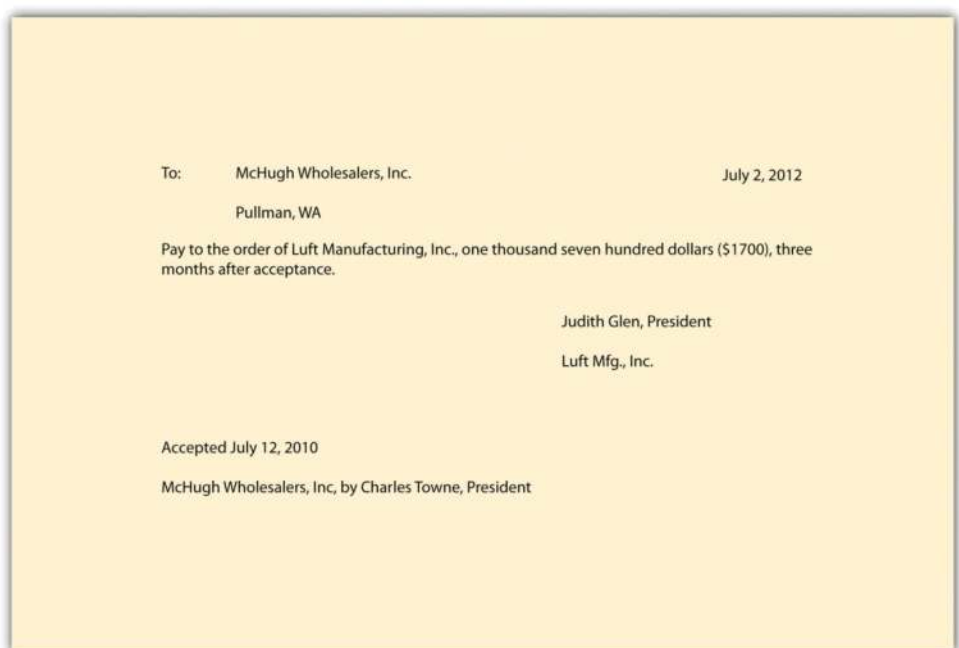 To: McHugh Wholesalers, Inc. July 2, 2012
Pullman, WA
Pay to the order of Luft Manufacturing, Inc., one thousand seven hundred dollars ($1700), three
months after acceptance.
Judith Glen, President
Luft Mfg., Inc.
Accepted July 12, 2010
McHugh Wholesalers, Inc, by Charles Towne, President